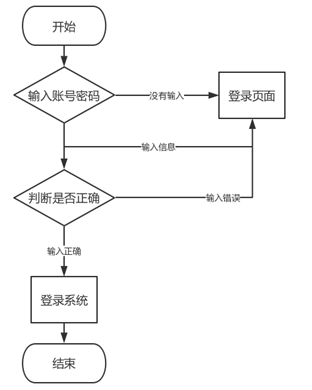 开始
输入账号密码
没有输入
登录页面
输入信息
判断是否正确
输入错误
输入正确
登录系统
结束